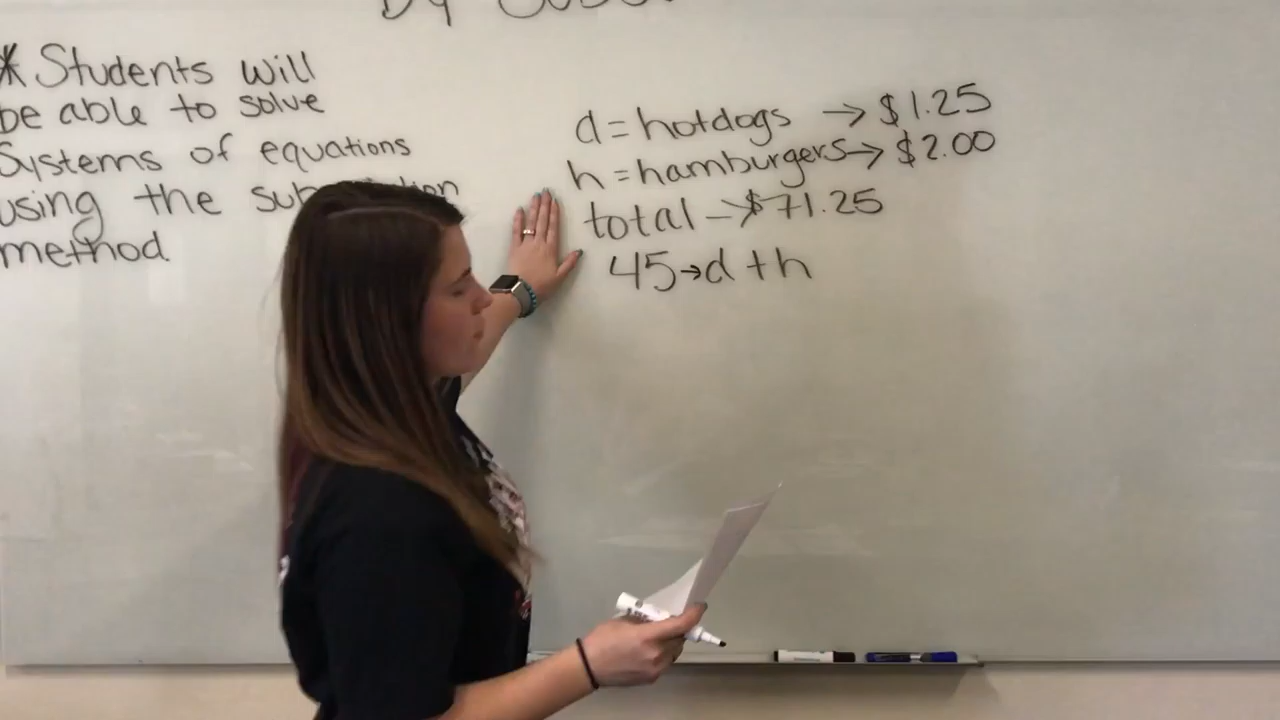 By
* Students will
be able to solve
Systems of equations
using the
method
d = hotdogs → $1.25
h = hamburgers → $2.00
total → $71.25
45 → d + h